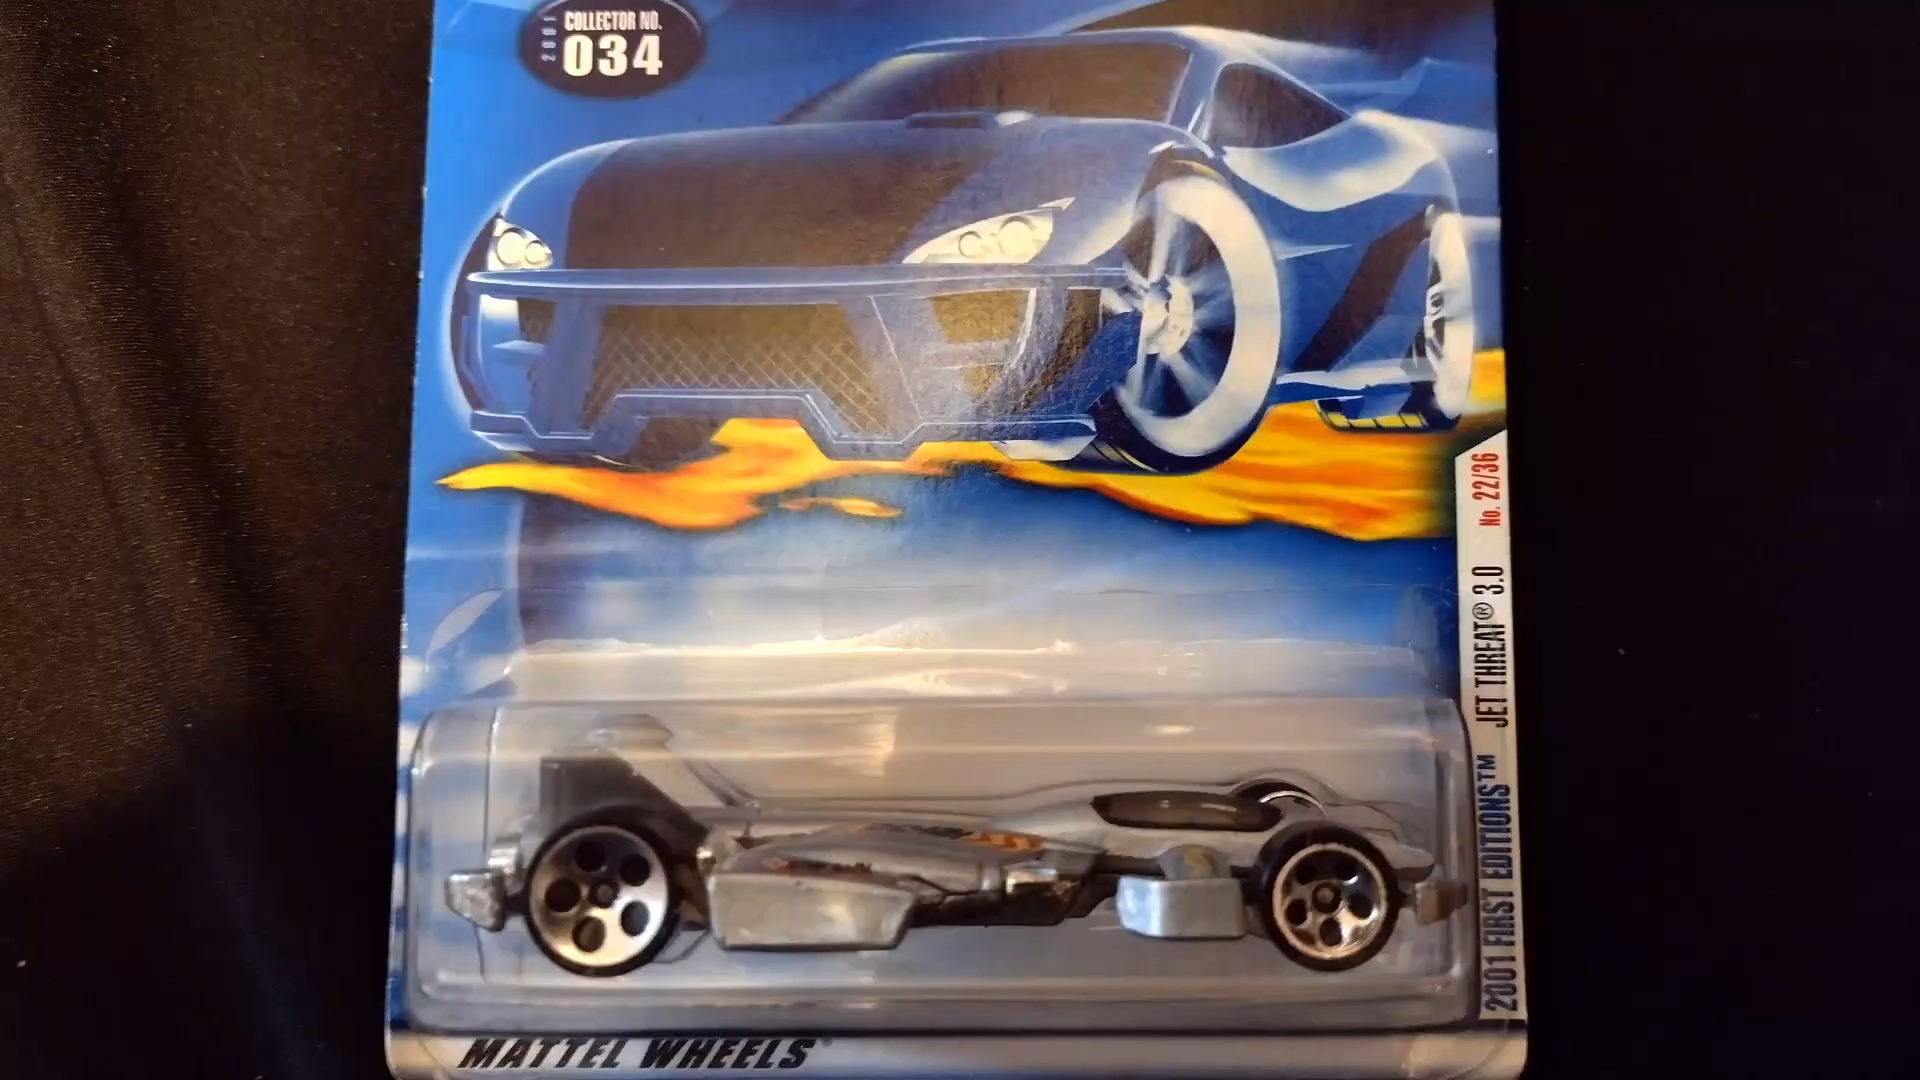 2001
COLLECTOR NO.
034
No. 22/36
JET THREAT® 3.0
2001 FIRST EDITIONS™
MATTEL WHEELS®